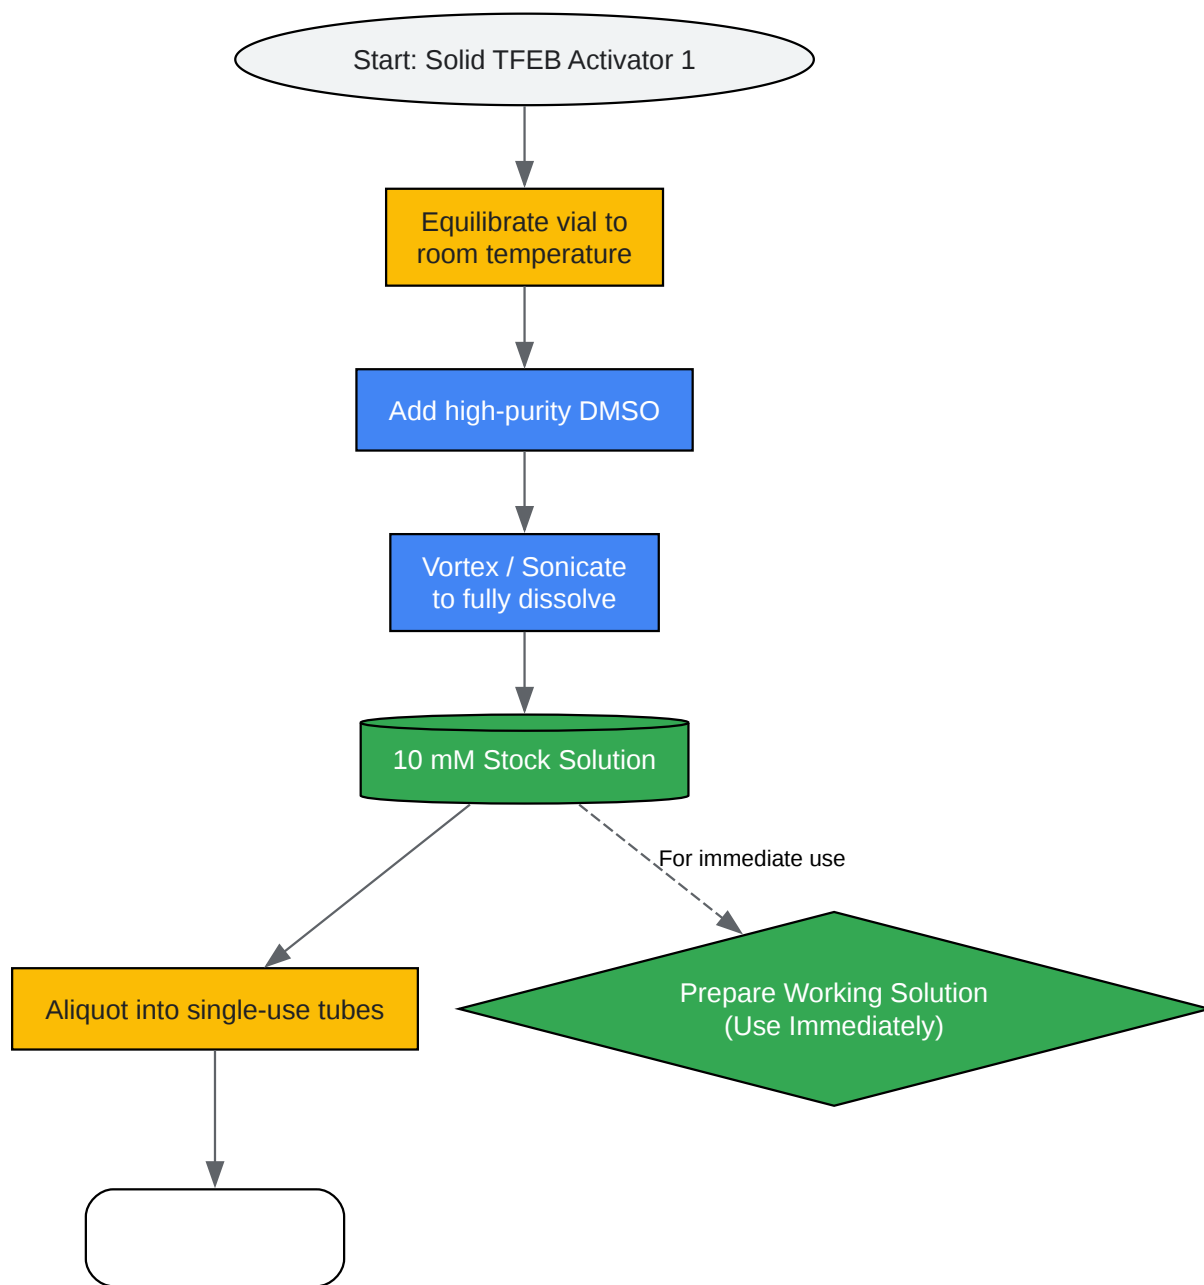 Start: Solid TFEB Activator 1
Equilibrate vial to
room temperature
Add high-purity DMSO
Vortex / Sonicate
to fully dissolve
10 mM Stock Solution
For immediate use
Aliquot into single-use tubes
Prepare Working Solution
(Use Immediately)